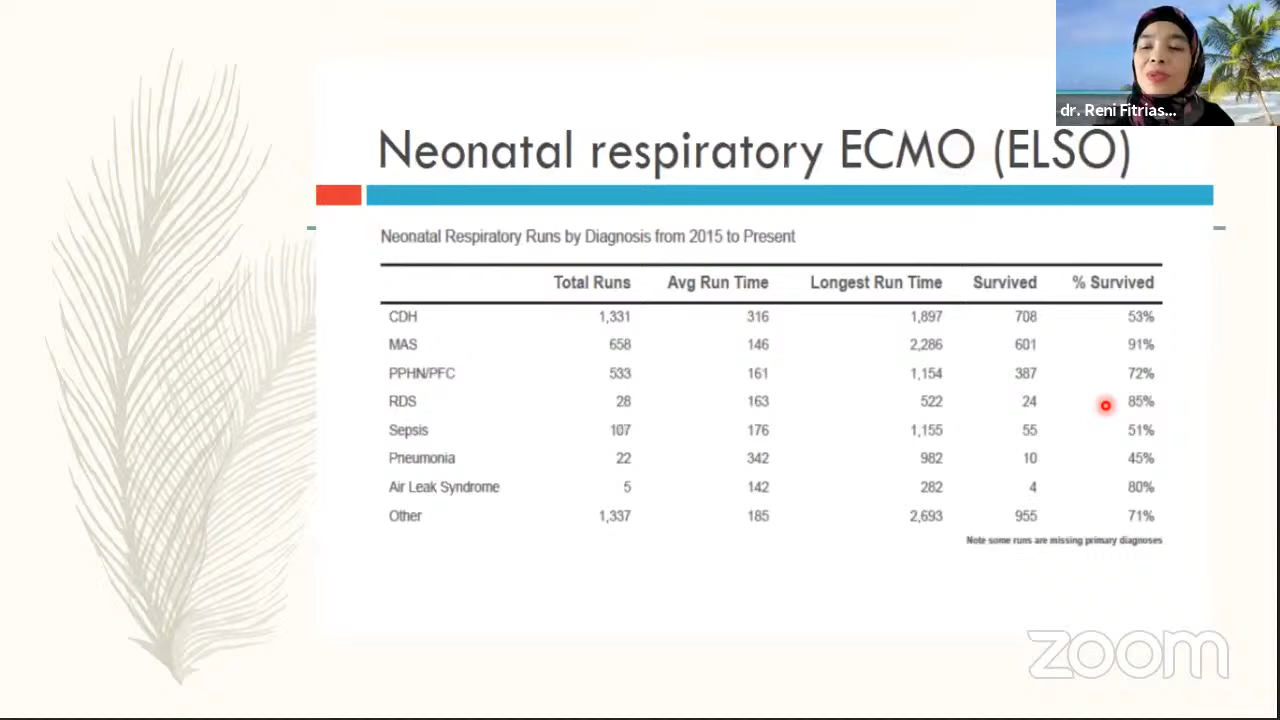 dr. Reni Fitrias...
Neonatal respiratory ECMO (ELSO)
Neonatal Respiratory Runs by Diagnosis from 2015 to Present
Total Runs Avg Run Time Longest Run Time Survived % Survived
CDH 1,331 316 1,897 708 53%
MAS 658 146 2,286 601 91%
PPHN/PFC 533 161 1,154 387 72%
RDS 28 163 522 24 85%
Sepsis 107 176 1,155 55 51%
Pneumonia 22 342 982 10 45%
Air Leak Syndrome 5 142 282 4 80%
Other 1,337 185 2,693 955 71%
Note some runs are missing primary diagnoses
zoom